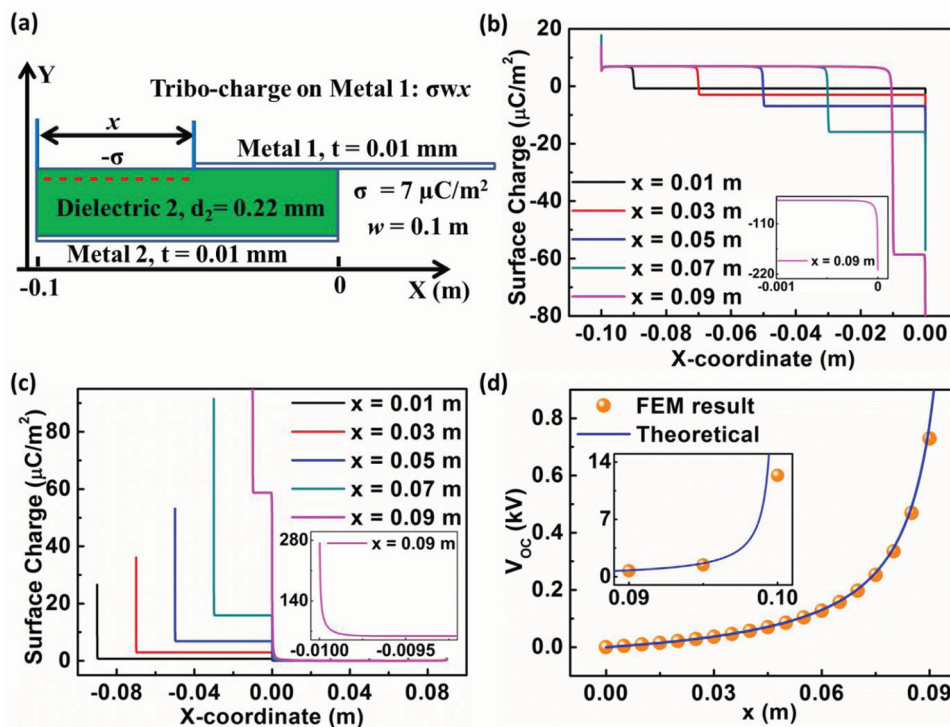 (a)
Y
Tribo-charge on Metal 1: σwx
x
-σ
Metal 1, t = 0.01 mm
σ = 7 μC/m²
Dielectric 2, d₂= 0.22 mm
w = 0.1 m
Metal 2, t = 0.01 mm
-0.1
0
X (m)
(b)
Surface Charge (μC/m²)
20
0
-20
-40
-60
-80
x = 0.01 m
x = 0.03 m
x = 0.05 m
x = 0.07 m
x = 0.09 m
-110
-220
x = 0.09 m
-0.001
0
-0.10
-0.08
-0.06
-0.04
-0.02
0.00
X-coordinate (m)
(c)
Surface Charge (μC/m²)
80
60
40
20
0
x = 0.01 m
x = 0.03 m
x = 0.05 m
x = 0.07 m
x = 0.09 m
280
140
x = 0.09 m
-0.0100
-0.0095
-0.08
-0.04
0.00
0.04
0.08
X-coordinate (m)
(d)
V_OC (kV)
0.8
0.6
0.4
0.2
0.0
FEM result
Theoretical
14
7
0
0.09
0.10
0.00
0.03
0.06
0.09
x (m)